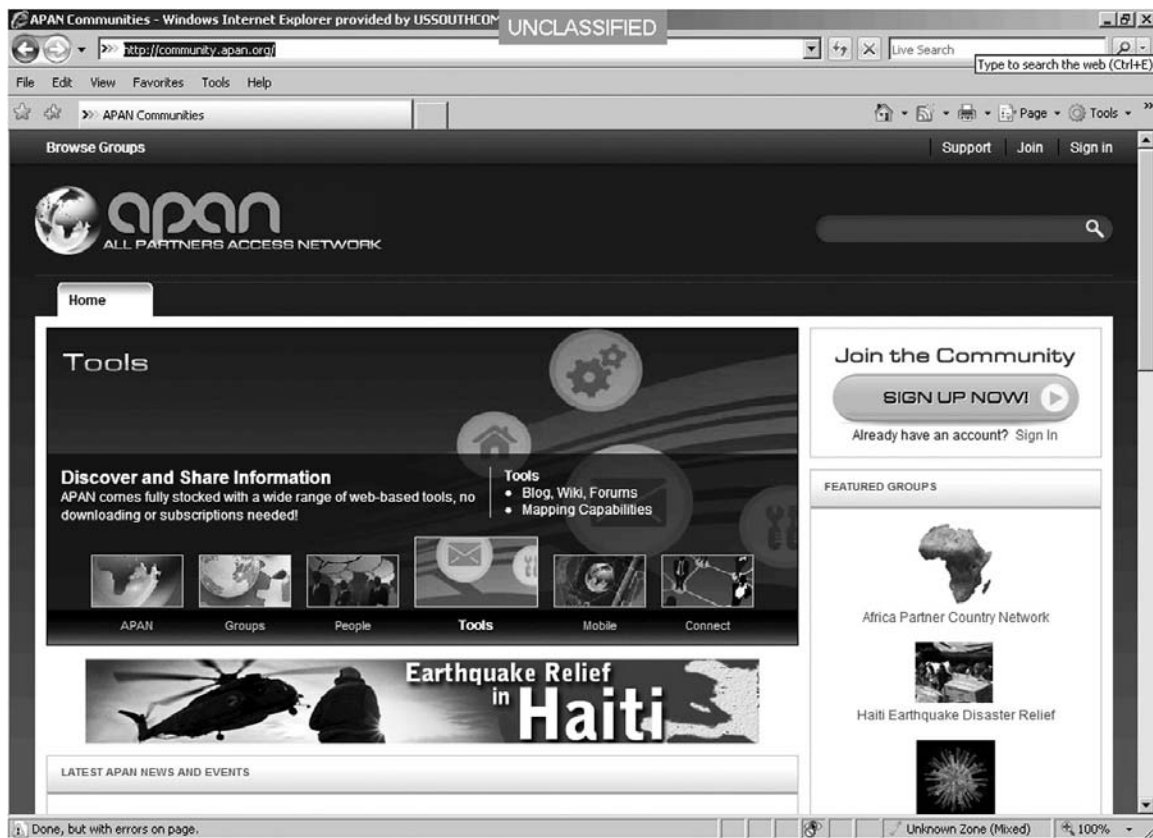 APAN Communities - Windows Internet Explorer provided by USSOUTHCOM
UNCLASSIFIED
http://community.apan.org/
Live Search
Type to search the web (Ctrl+E)
File Edit View Favorites Tools Help
APAN Communities
Page Tools
Browse Groups
Support Join Sign in
apan
ALL PARTNERS ACCESS NETWORK
Home
Tools
Discover and Share Information
APAN comes fully stocked with a wide range of web-based tools, no
downloading or subscriptions needed!
Tools
• Blog, Wiki, Forums
• Mapping Capabilities
APAN Groups People Tools Mobile Connect
Earthquake Relief
in
Haiti
LATEST APAN NEWS AND EVENTS
Join the Community
SIGN UP NOW!
Already have an account? Sign In
FEATURED GROUPS
Africa Partner Country Network
Haiti Earthquake Disaster Relief
Done, but with errors on page.
Unknown Zone (Mixed)
100%